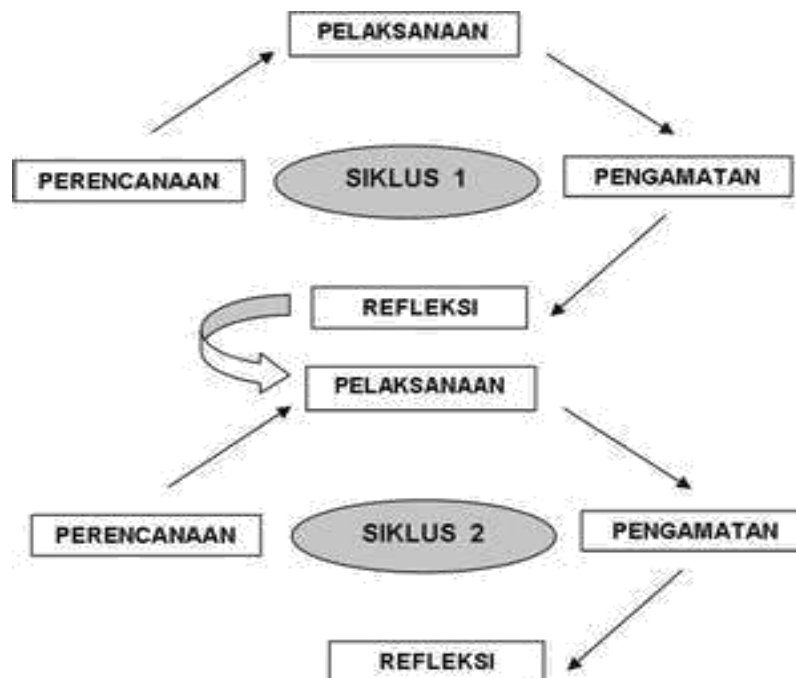 PELAKSANAAN
PERENCANAAN
SIKLUS 1
PENGAMATAN
REFLEKSI
PELAKSANAAN
PERENCANAAN
SIKLUS 2
PENGAMATAN
REFLEKSI